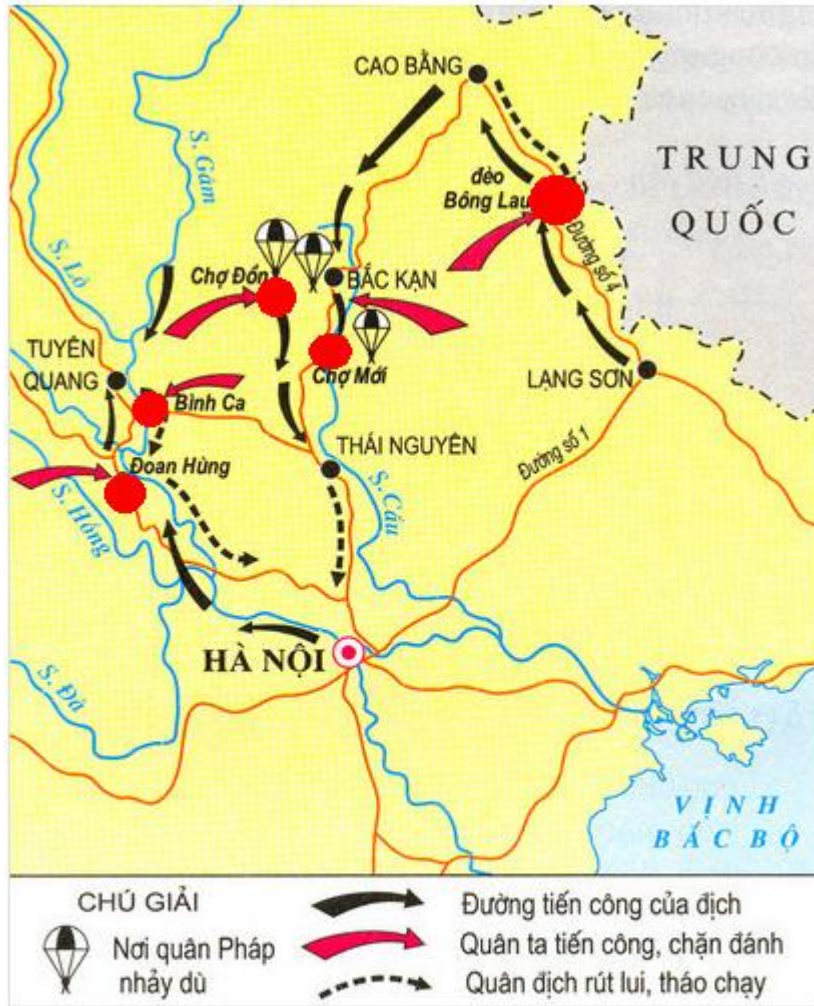 CAO BẰNG
TRUNG
QUỐC
đèo
Bông Lau
Đường số 4
S. Gâm
S. Lô
Chợ Đồn
BẮC KẠN
TUYÊN
QUANG
Chợ Mới
LẠNG SƠN
Bình Ca
Đoan Hùng
THÁI NGUYÊN
Đường số 1
S. Hồng
S. Cầu
HÀ NỘI
S. Đà
VỊNH
BẮC BỘ
CHÚ GIẢI
Nơi quân Pháp
nhảy dù
Đường tiến công của địch
Quân ta tiến công, chặn đánh
Quân địch rút lui, tháo chạy